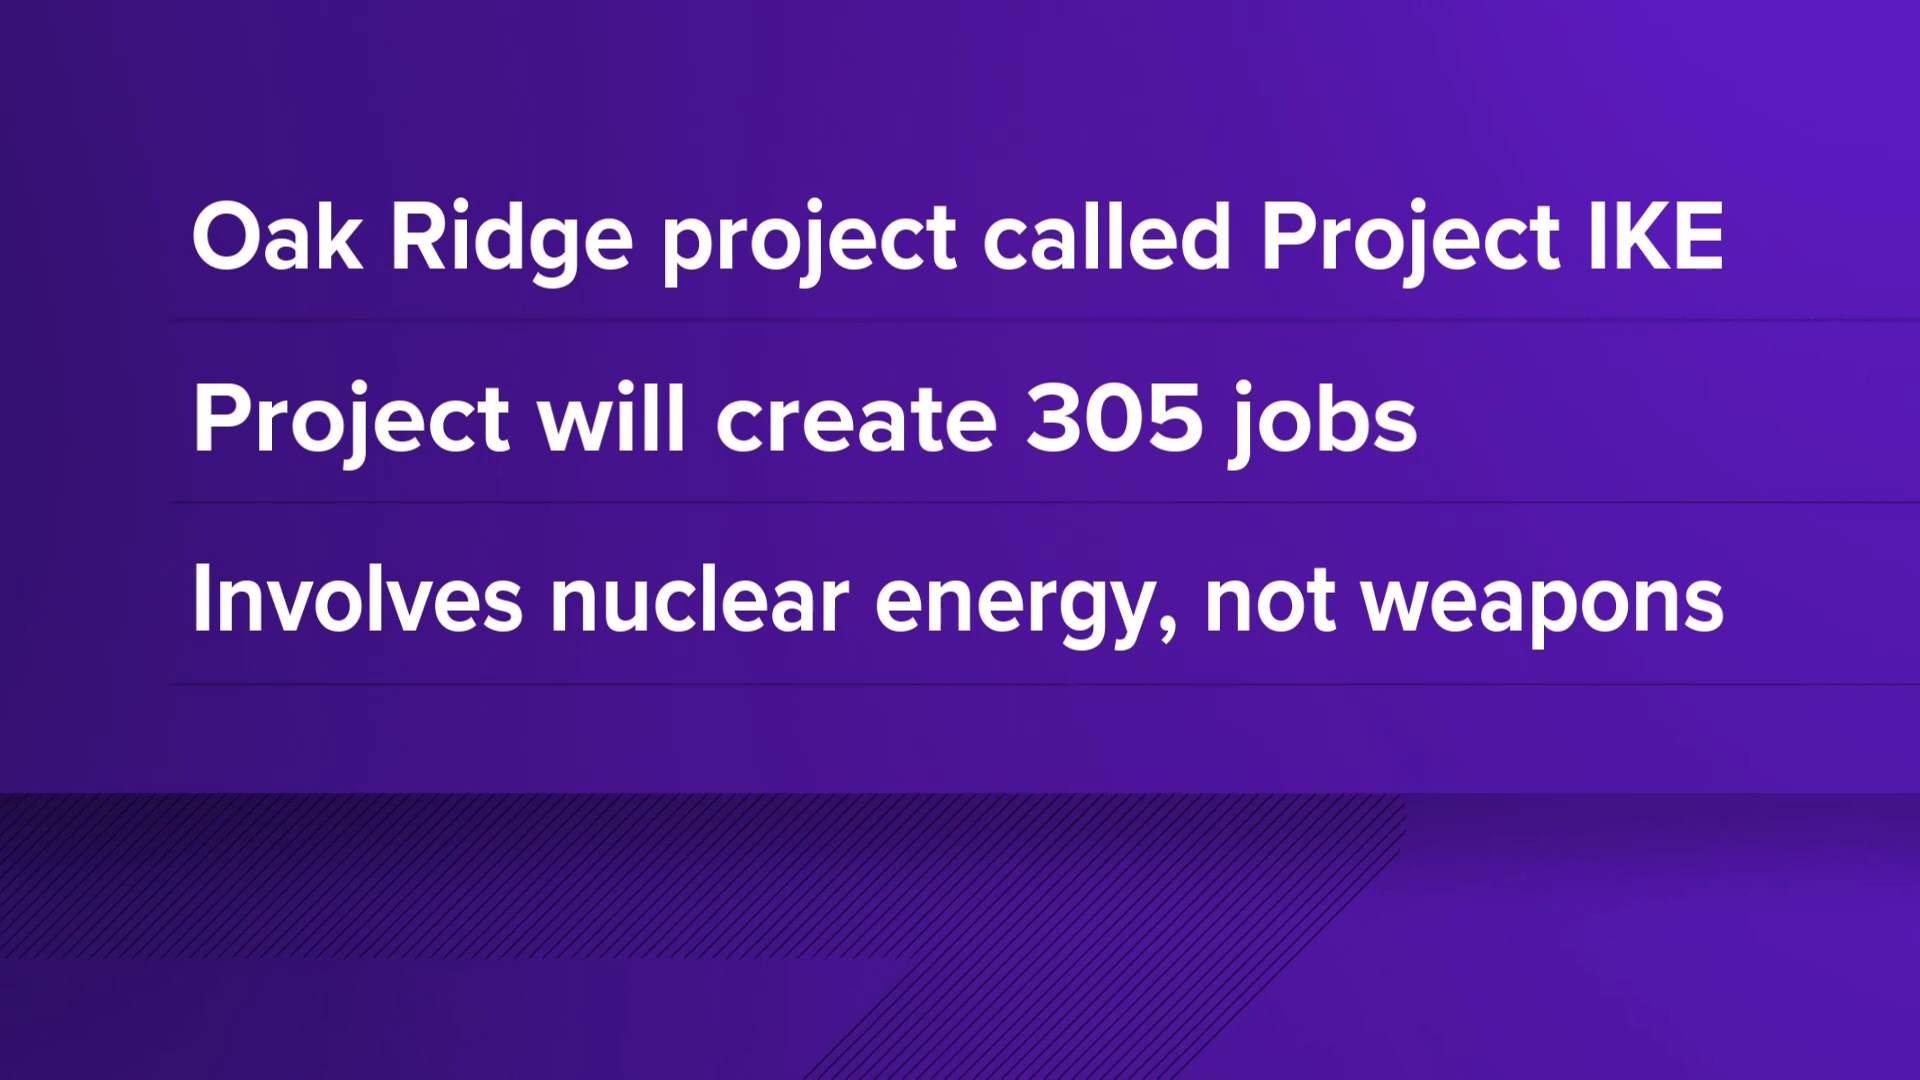 Oak Ridge project called Project IKE
Project will create 305 jobs
Involves nuclear energy, not weapons